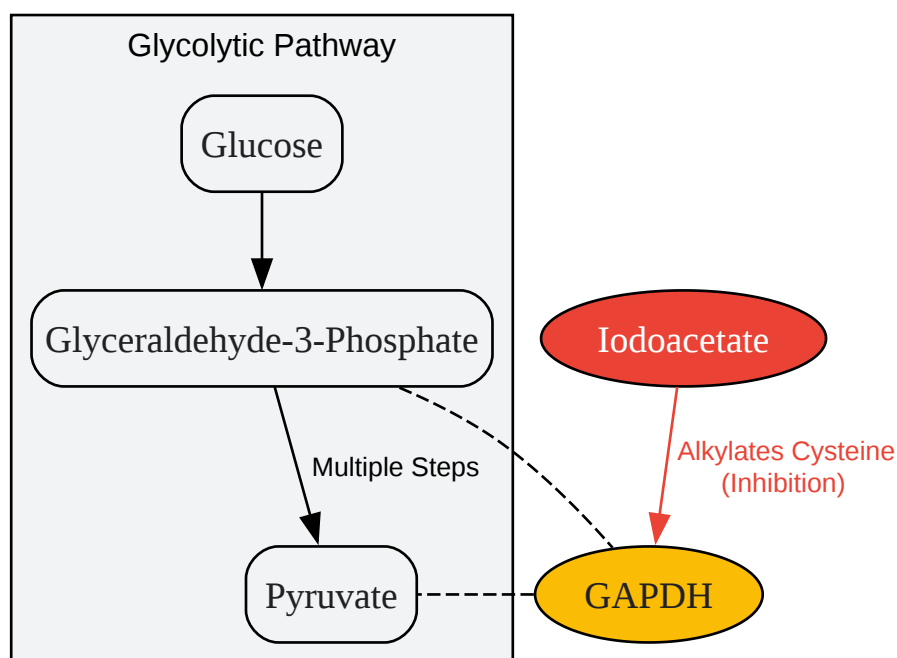 Glycolytic Pathway
Glucose
Glyceraldehyde-3-Phosphate
Iodoacetate
Multiple Steps
Alkylates Cysteine
(Inhibition)
Pyruvate
GAPDH